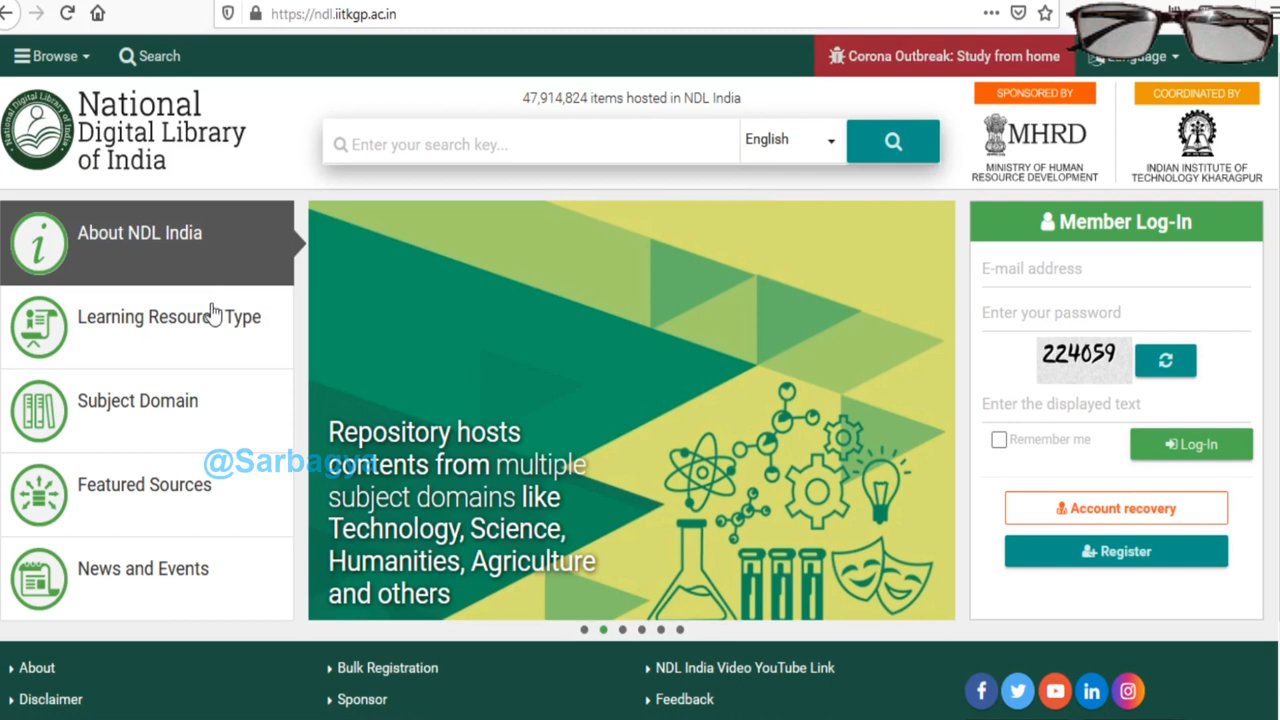 https://ndl.iitkgp.ac.in
Browse
Search
Corona Outbreak: Study from home
Language
National
Digital Library
of India
47,914,824 items hosted in NDL India
Enter your search key...
English
SPONSORED BY
MHRD
MINISTRY OF HUMAN
RESOURCE DEVELOPMENT
COORDINATED BY
INDIAN INSTITUTE OF
TECHNOLOGY KHARAGPUR
About NDL India
Learning Resource Type
Subject Domain
@Sarbagya
Featured Sources
News and Events
Repository hosts
contents from multiple
subject domains like
Technology, Science,
Humanities, Agriculture
and others
Member Log-In
E-mail address
Enter your password
224059
Enter the displayed text
Remember me
Log-In
Account recovery
Register
About
Bulk Registration
NDL India Video YouTube Link
Disclaimer
Sponsor
Feedback